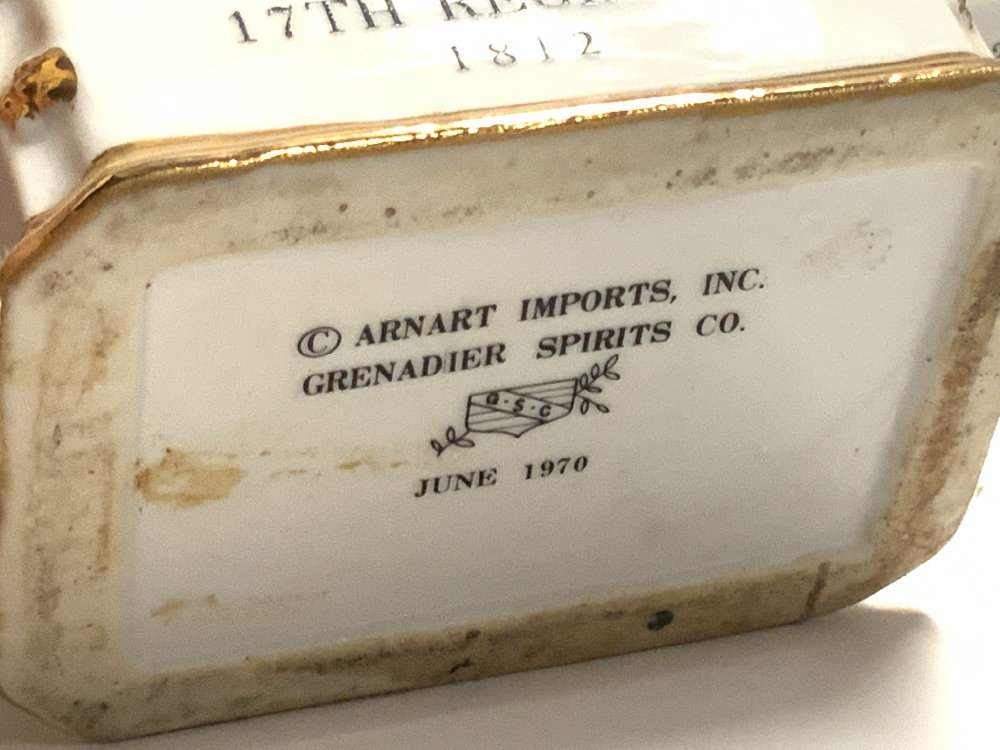 17TH
1812
© ARNART IMPORTS, INC.
GRENADIER SPIRITS CO.
G·S·C
JUNE 1970